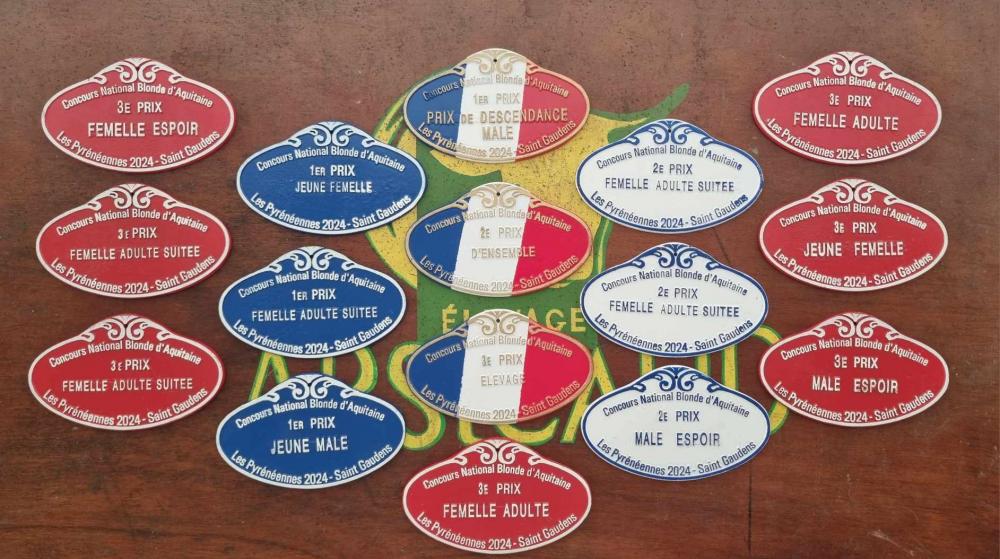 Concours National Blonde d'Aquitaine
3E PRIX
FEMELLE ESPOIR
Les Pyrénéennes 2024 - Saint Gaudens
Concours National Blonde d'Aquitaine
3E PRIX
FEMELLE ADULTE SUITEE
Les Pyrénéennes 2024 - Saint Gaudens
Concours National Blonde d'Aquitaine
3E PRIX
FEMELLE ADULTE SUITEE
Les Pyrénéennes 2024 - Saint Gaudens
Concours National Blonde d'Aquitaine
1ER PRIX
JEUNE FEMELLE
Les Pyrénéennes 2024 - Saint Gaudens
Concours National Blonde d'Aquitaine
1ER PRIX
FEMELLE ADULTE SUITEE
Les Pyrénéennes 2024 - Saint Gaudens
Concours National Blonde d'Aquitaine
1ER PRIX
JEUNE MALE
Les Pyrénéennes 2024 - Saint Gaudens
Concours National Blonde d'Aquitaine
1ER PRIX
PRIX DE DESCENDANCE
MALE
Les Pyrénéennes 2024 - Saint Gaudens
Concours National Blonde d'Aquitaine
2E PRIX
D'ENSEMBLE
Les Pyrénéennes 2024 - Saint Gaudens
ÉLEVAGE
Concours National Blonde d'Aquitaine
3E PRIX
ELEVAGE
Les Pyrénéennes 2024 - Saint Gaudens
Concours National Blonde d'Aquitaine
3E PRIX
FEMELLE ADULTE
Les Pyrénéennes 2024 - Saint Gaudens
Concours National Blonde d'Aquitaine
2E PRIX
FEMELLE ADULTE SUITEE
Les Pyrénéennes 2024 - Saint Gaudens
Concours National Blonde d'Aquitaine
2E PRIX
FEMELLE ADULTE SUITEE
Les Pyrénéennes 2024 - Saint Gaudens
Concours National Blonde d'Aquitaine
2E PRIX
MALE ESPOIR
Les Pyrénéennes 2024 - Saint Gaudens
Concours National Blonde d'Aquitaine
3E PRIX
FEMELLE ADULTE
Les Pyrénéennes 2024 - Saint Gaudens
Concours National Blonde d'Aquitaine
3E PRIX
JEUNE FEMELLE
Les Pyrénéennes 2024 - Saint Gaudens
Concours National Blonde d'Aquitaine
3E PRIX
MALE ESPOIR
Les Pyrénéennes 2024 - Saint Gaudens